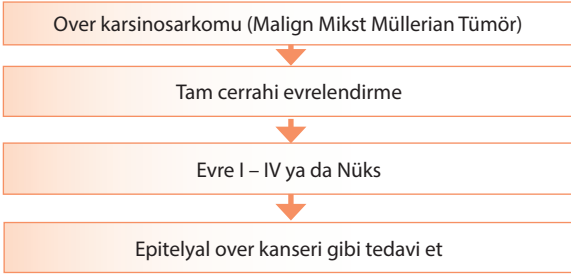 Over karsinosarkomu (Malign Mikst Müllerian Tümör)
Tam cerrahi evrelendirme
Evre I – IV ya da Nüks
Epitelyal over kanseri gibi tedavi et